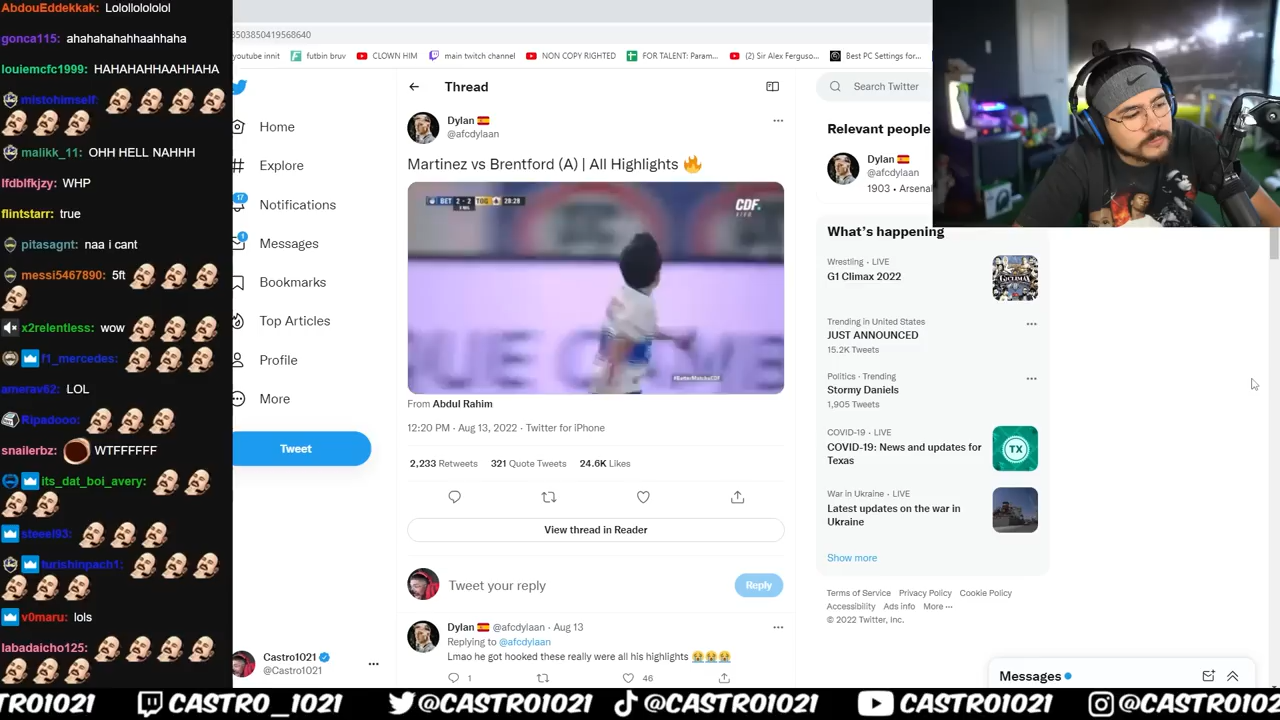 AbdouEddekkak: Lolollolololol
gonca115: ahahahahahhaahhaha
louiemcfc1999: HAHAHAHHAAHHAHA
mistohimself:
malikk_11: OHH HELL NAHHH
lfdblfkjzy: WHP
flintstarr: true
pitasagnt: naa i cant
messi5467890: 5ft
x2relentless: wow
f1_mercedes:
amerav62: LOL
Ripadooo:
snailerbz: WTFFFFFF
its_dat_boi_avery:
steeel93:
furishinpach1:
v0maru: lols
labadaicho125:
3503850419568640
youtube innit
futbin bruv
CLOWN HIM
main twitch channel
NON COPY RIGHTED
FOR TALENT: Param...
(2) Sir Alex Ferguso...
Best PC Settings for...
17
Home
Explore
Notifications
1
Messages
Bookmarks
Top Articles
Profile
More
Tweet
Castro1021
@Castro1021
Thread
Dylan
@afcdylaan
Martinez vs Brentford (A) | All Highlights
BET 2 - 2 TOG 28:28
CDF
#BetterMatchsCDF
From Abdul Rahim
12:20 PM · Aug 13, 2022 · Twitter for iPhone
2,233 Retweets 321 Quote Tweets 24.6K Likes
View thread in Reader
Tweet your reply
Reply
Dylan @afcdylaan · Aug 13
Replying to @afcdylaan
Lmao he got hooked these really were all his highlights
1
46
Search Twitter
Relevant people
Dylan
@afcdylaan
1903 • Arsenal
What's happening
Wrestling · LIVE
G1 Climax 2022
Trending in United States
JUST ANNOUNCED
15.2K Tweets
Politics · Trending
Stormy Daniels
1,905 Tweets
COVID-19 · LIVE
COVID-19: News and updates for
Texas
TX
War in Ukraine · LIVE
Latest updates on the war in
Ukraine
Show more
Terms of Service Privacy Policy Cookie Policy
Accessibility Ads info More ···
© 2022 Twitter, Inc.
Messages
STRO1021 CASTRO_1021 @CASTRO1021 @CASTRO1021 @CASTRO1021 @CASTRO102